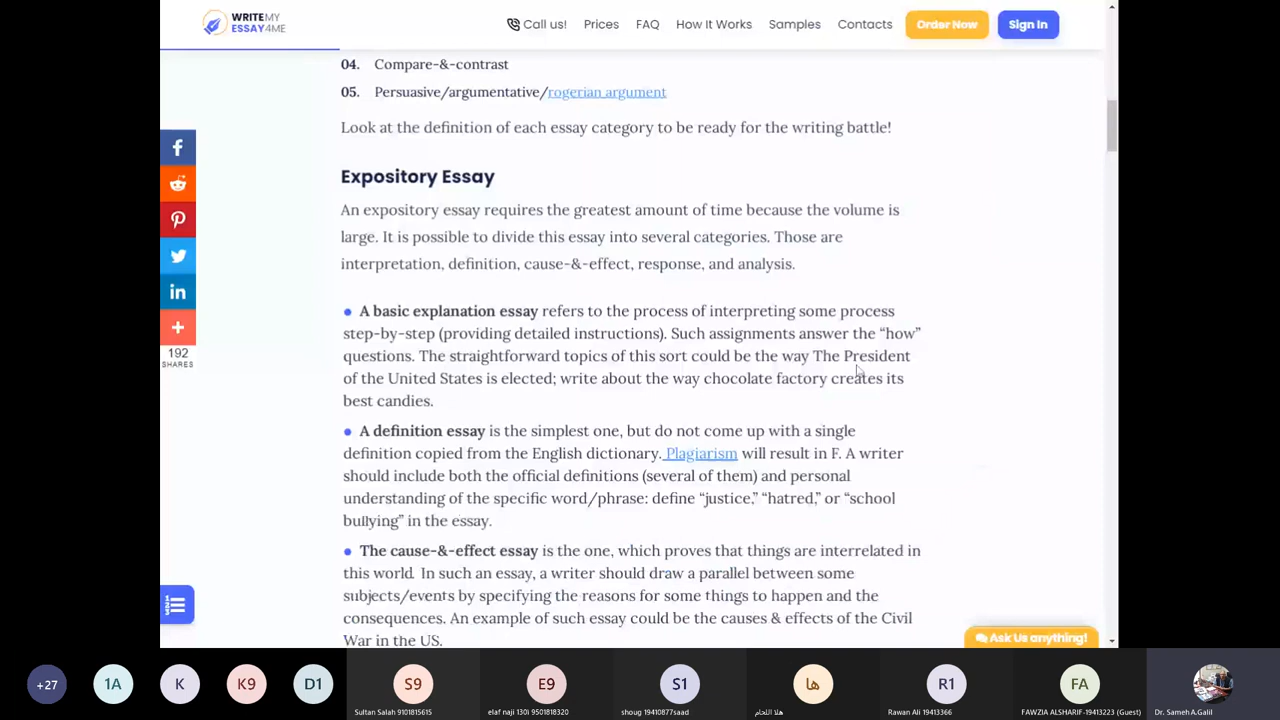 WRITEMY
ESSAY4ME
Call us!
Prices
FAQ
How It Works
Samples
Contacts
Order Now
Sign In
04. Compare-&-contrast
05. Persuasive/argumentative/rogerian argument
Look at the definition of each essay category to be ready for the writing battle!
Expository Essay
An expository essay requires the greatest amount of time because the volume is
large. It is possible to divide this essay into several categories. Those are
interpretation, definition, cause-&-effect, response, and analysis.
A basic explanation essay refers to the process of interpreting some process
step-by-step (providing detailed instructions). Such assignments answer the “how”
questions. The straightforward topics of this sort could be the way The President
of the United States is elected; write about the way chocolate factory creates its
best candies.
A definition essay is the simplest one, but do not come up with a single
definition copied from the English dictionary. Plagiarism will result in F. A writer
should include both the official definitions (several of them) and personal
understanding of the specific word/phrase: define “justice,” “hatred,” or “school
bullying” in the essay.
The cause-&-effect essay is the one, which proves that things are interrelated in
this world. In such an essay, a writer should draw a parallel between some
subjects/events by specifying the reasons for some things to happen and the
consequences. An example of such essay could be the causes & effects of the Civil
War in the US.
192
SHARES
Ask Us anything!
+27
1A
K
K9
D1
S9
E9
S1
ها
R1
FA
Sultan Salah 9101815615
elaf naji 130i 9501818320
shoug 19410877saad
هلا اللحام
Rawan Ali 19413366
FAWZIA ALSHARIF-19413223 (Guest)
Dr. Sameh A.Galil